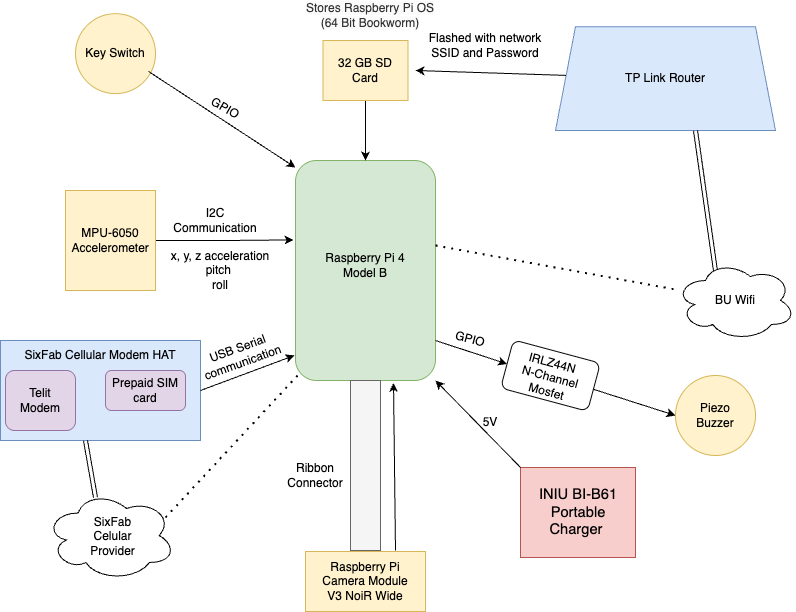 Stores Raspberry Pi OS
(64 Bit Bookworm)
Key Switch
32 GB SD
Card
Flashed with network
SSID and Password
TP Link Router
GPIO
MPU-6050
Accelerometer
I2C
Communication
x, y, z acceleration
pitch
roll
Raspberry Pi 4
Model B
BU Wifi
SixFab Cellular Modem HAT
Telit
Modem
Prepaid SIM
card
USB Serial
communication
GPIO
IRLZ44N
N-Channel
Mosfet
Piezo
Buzzer
5V
Ribbon
Connector
INIU BI-B61
Portable
Charger
SixFab
Celular
Provider
Raspberry Pi
Camera Module
V3 NoiR Wide